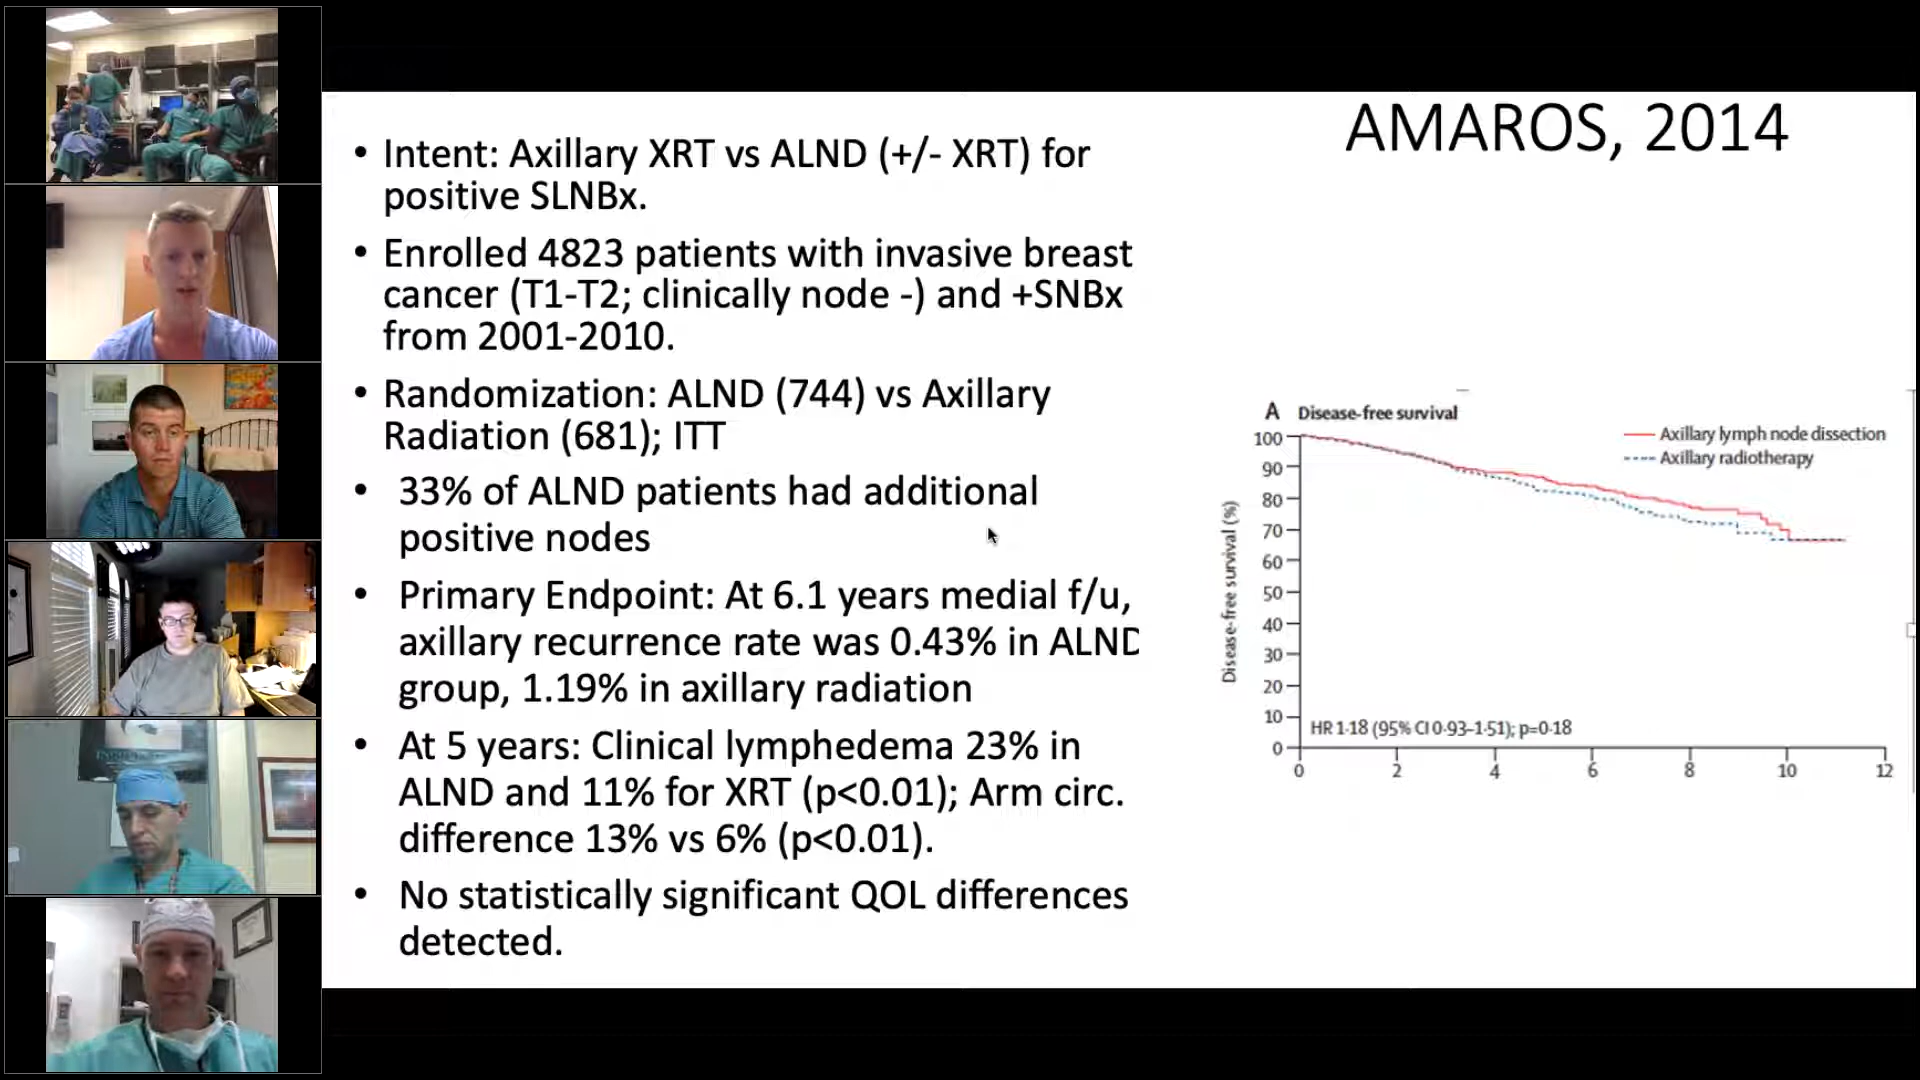 AMAROS, 2014
• Intent: Axillary XRT vs ALND (+/- XRT) for
positive SLNBx.
• Enrolled 4823 patients with invasive breast
cancer (T1-T2; clinically node -) and +SNBx
from 2001-2010.
• Randomization: ALND (744) vs Axillary
Radiation (681); ITT
• 33% of ALND patients had additional
positive nodes
• Primary Endpoint: At 6.1 years medial f/u,
axillary recurrence rate was 0.43% in ALND
group, 1.19% in axillary radiation
• At 5 years: Clinical lymphedema 23% in
ALND and 11% for XRT (p<0.01); Arm circ.
difference 13% vs 6% (p<0.01).
• No statistically significant QOL differences
detected.
A Disease-free survival
Axillary lymph node dissection
Axillary radiotherapy
Disease-free survival (%)
100
90
80
70
60
50
40
30
20
10
0
HR 1·18 (95% CI 0·93–1·51); p=0·18
0 2 4 6 8 10 12